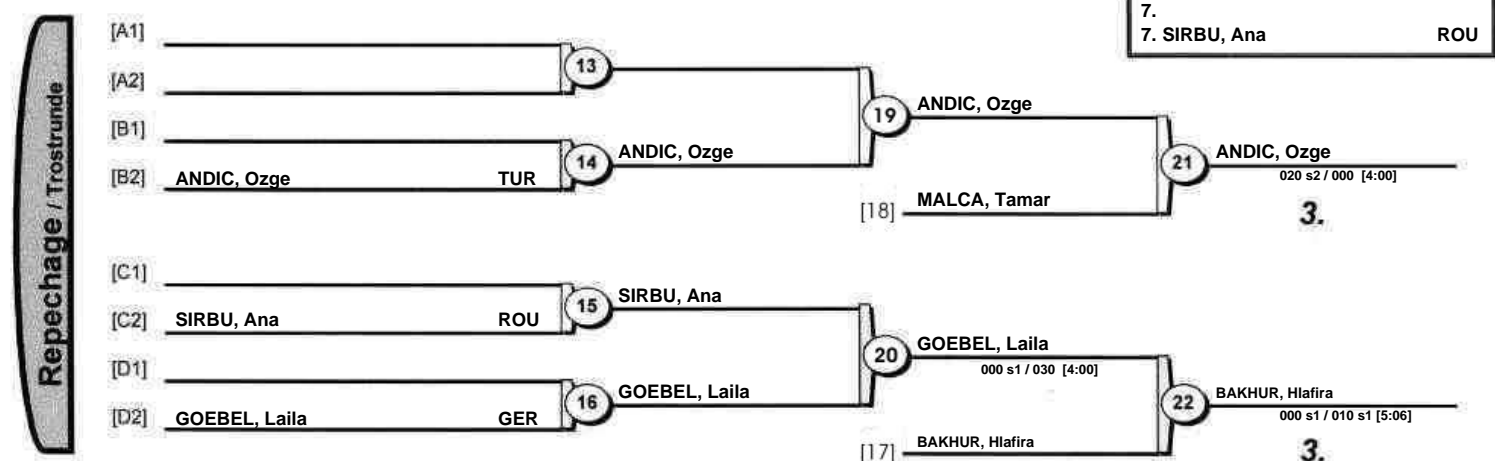 7.
7. SIRBU, Ana ROU
Repechage / Trostrunde
[A1]
[A2]
13
[B1]
[B2] ANDIC, Ozge TUR
14 ANDIC, Ozge
19 ANDIC, Ozge
[18] MALCA, Tamar
21 ANDIC, Ozge
020 s2 / 000 [4:00]
3.
[C1]
[C2] SIRBU, Ana ROU
15 SIRBU, Ana
[D1]
[D2] GOEBEL, Laila GER
16 GOEBEL, Laila
20 GOEBEL, Laila
000 s1 / 030 [4:00]
[17] BAKHUR, Hlafira
22 BAKHUR, Hlafira
000 s1 / 010 s1 [5:06]
3.